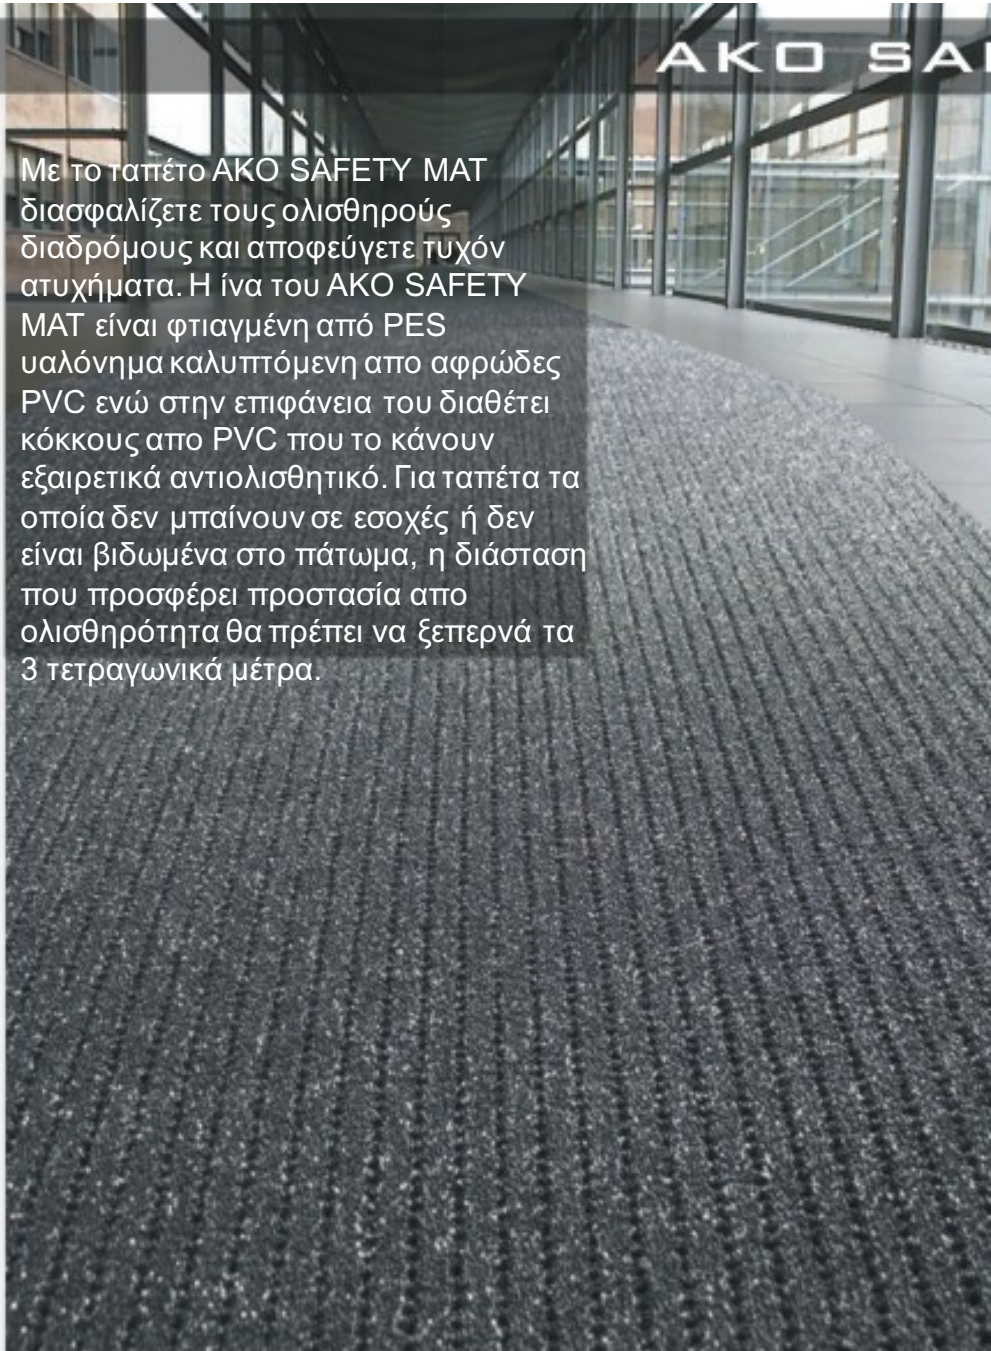 AKO SA
Με το ταπέτο AKO SAFETY MAT
διασφαλίζετε τους ολισθηρούς
διαδρόμους και αποφεύγετε τυχόν
ατυχήματα. Η ίνα του AKO SAFETY
MAT είναι φτιαγμένη από PES
υαλόνημα καλυπτόμενη απο αφρώδες
PVC ενώ στην επιφάνεια του διαθέτει
κόκκους απο PVC που το κάνουν
εξαιρετικά αντιολισθητικό. Για ταπέτα τα
οποία δεν μπαίνουν σε εσοχές ή δεν
είναι βιδωμένα στο πάτωμα, η διάσταση
που προσφέρει προστασία απο
ολισθηρότητα θα πρέπει να ξεπερνά τα
3 τετραγωνικά μέτρα.